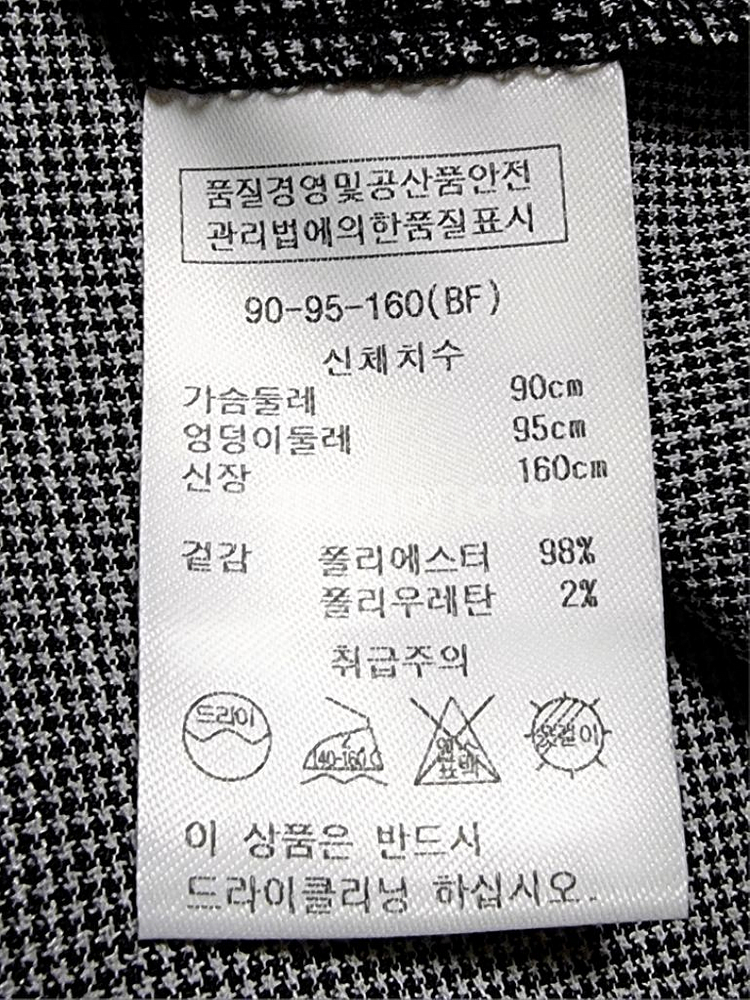 품질경영및공산품안전
관리법에의한품질표시
90-95-160(BF)
신체치수
가슴둘레 90cm
엉덩이둘레 95cm
신장 160cm
겉감 폴리에스터 98%
폴리우레탄 2%
취급주의
드라이
2
140-160℃
염소
표백
옷걸이
이 상품은 반드시
드라이클리닝 하십시오.